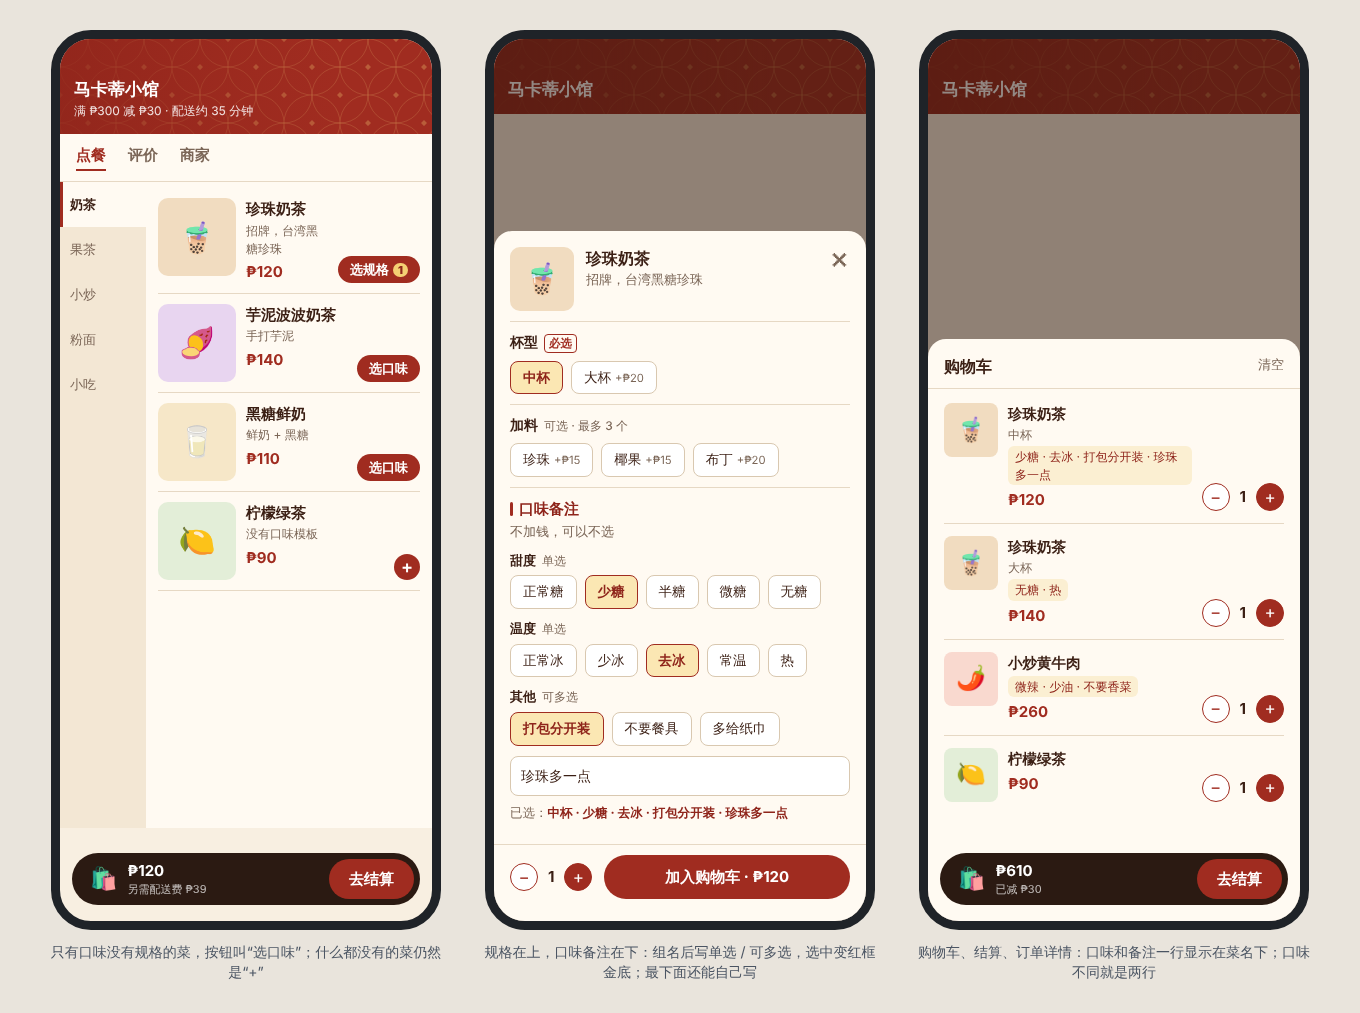 马卡蒂小馆
满 ₱300 减 ₱30 · 配送约 35 分钟
点餐 评价 商家
奶茶
果茶
小炒
粉面
小吃
珍珠奶茶
招牌，台湾黑
糖珍珠
₱120
选规格 1
芋泥波波奶茶
手打芋泥
₱140
选口味
黑糖鲜奶
鲜奶 + 黑糖
₱110
选口味
柠檬绿茶
没有口味模板
₱90
+
₱120
另需配送费 ₱39
去结算
只有口味没有规格的菜，按钮叫“选口味”；什么都没有的菜仍然
是“+”
马卡蒂小馆
珍珠奶茶
招牌，台湾黑糖珍珠
✕
杯型 必选
中杯 大杯 +₱20
加料 可选 · 最多 3 个
珍珠 +₱15 椰果 +₱15 布丁 +₱20
口味备注
不加钱，可以不选
甜度 单选
正常糖 少糖 半糖 微糖 无糖
温度 单选
正常冰 少冰 去冰 常温 热
其他 可多选
打包分开装 不要餐具 多给纸巾
珍珠多一点
已选：中杯 · 少糖 · 去冰 · 打包分开装 · 珍珠多一点
− 1 + 加入购物车 · ₱120
规格在上，口味备注在下：组名后写单选 / 可多选，选中变红框
金底；最下面还能自己写
马卡蒂小馆
购物车 清空
珍珠奶茶
中杯
少糖 · 去冰 · 打包分开装 · 珍珠
多一点
₱120 − 1 +
珍珠奶茶
大杯
无糖 · 热
₱140 − 1 +
小炒黄牛肉
微辣 · 少油 · 不要香菜
₱260 − 1 +
柠檬绿茶
₱90 − 1 +
₱610
已减 ₱30
去结算
购物车、结算、订单详情：口味和备注一行显示在菜名下；口味
不同就是两行